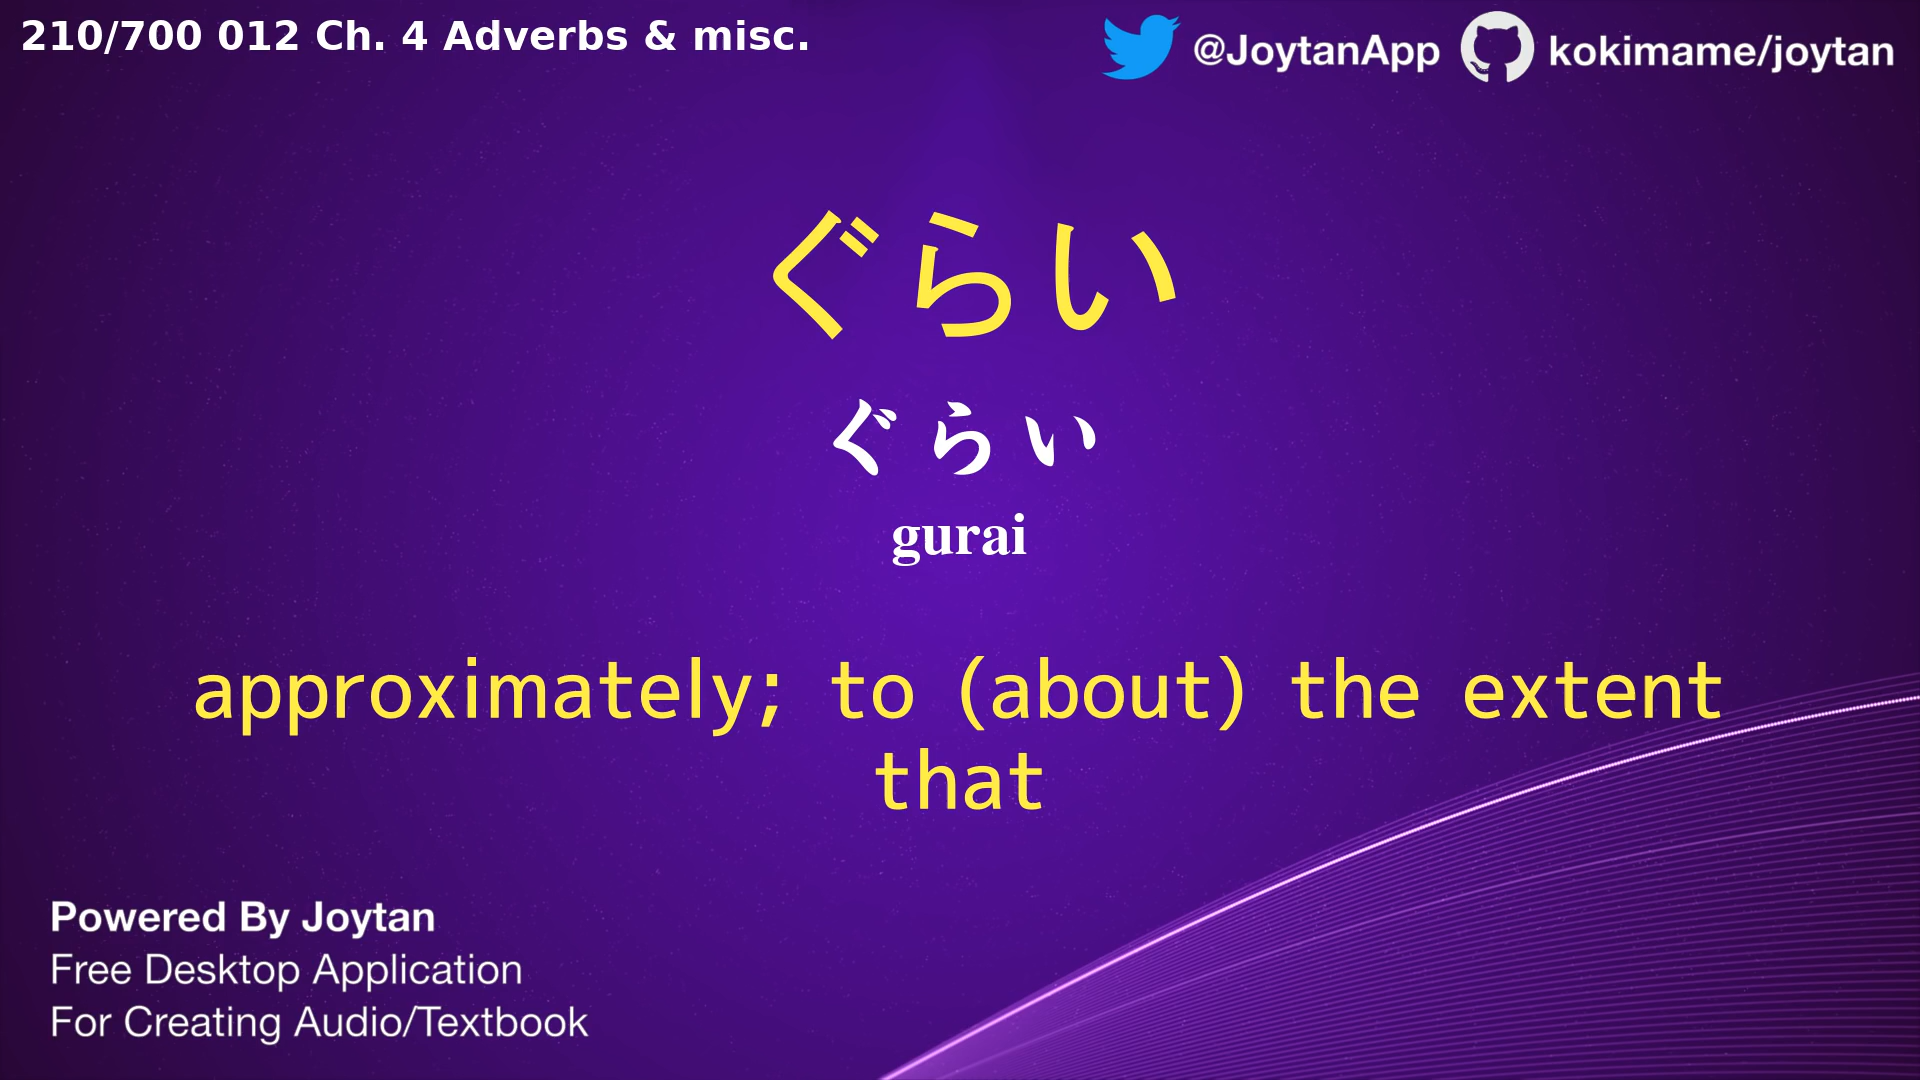 210/700 012 Ch. 4 Adverbs & misc.
@JoytanApp
kokimame/joytan
ぐらい
ぐらい
gurai
approximately; to (about) the extent
that
Powered By Joytan
Free Desktop Application
For Creating Audio/Textbook